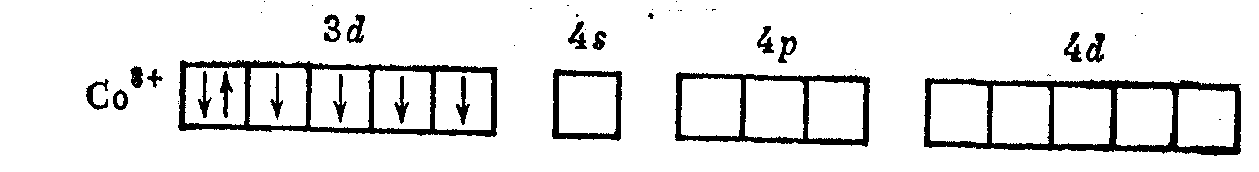 3d 4s 4p 4d
Co³⁺ ↓↑ ↓ ↓ ↓ ↓